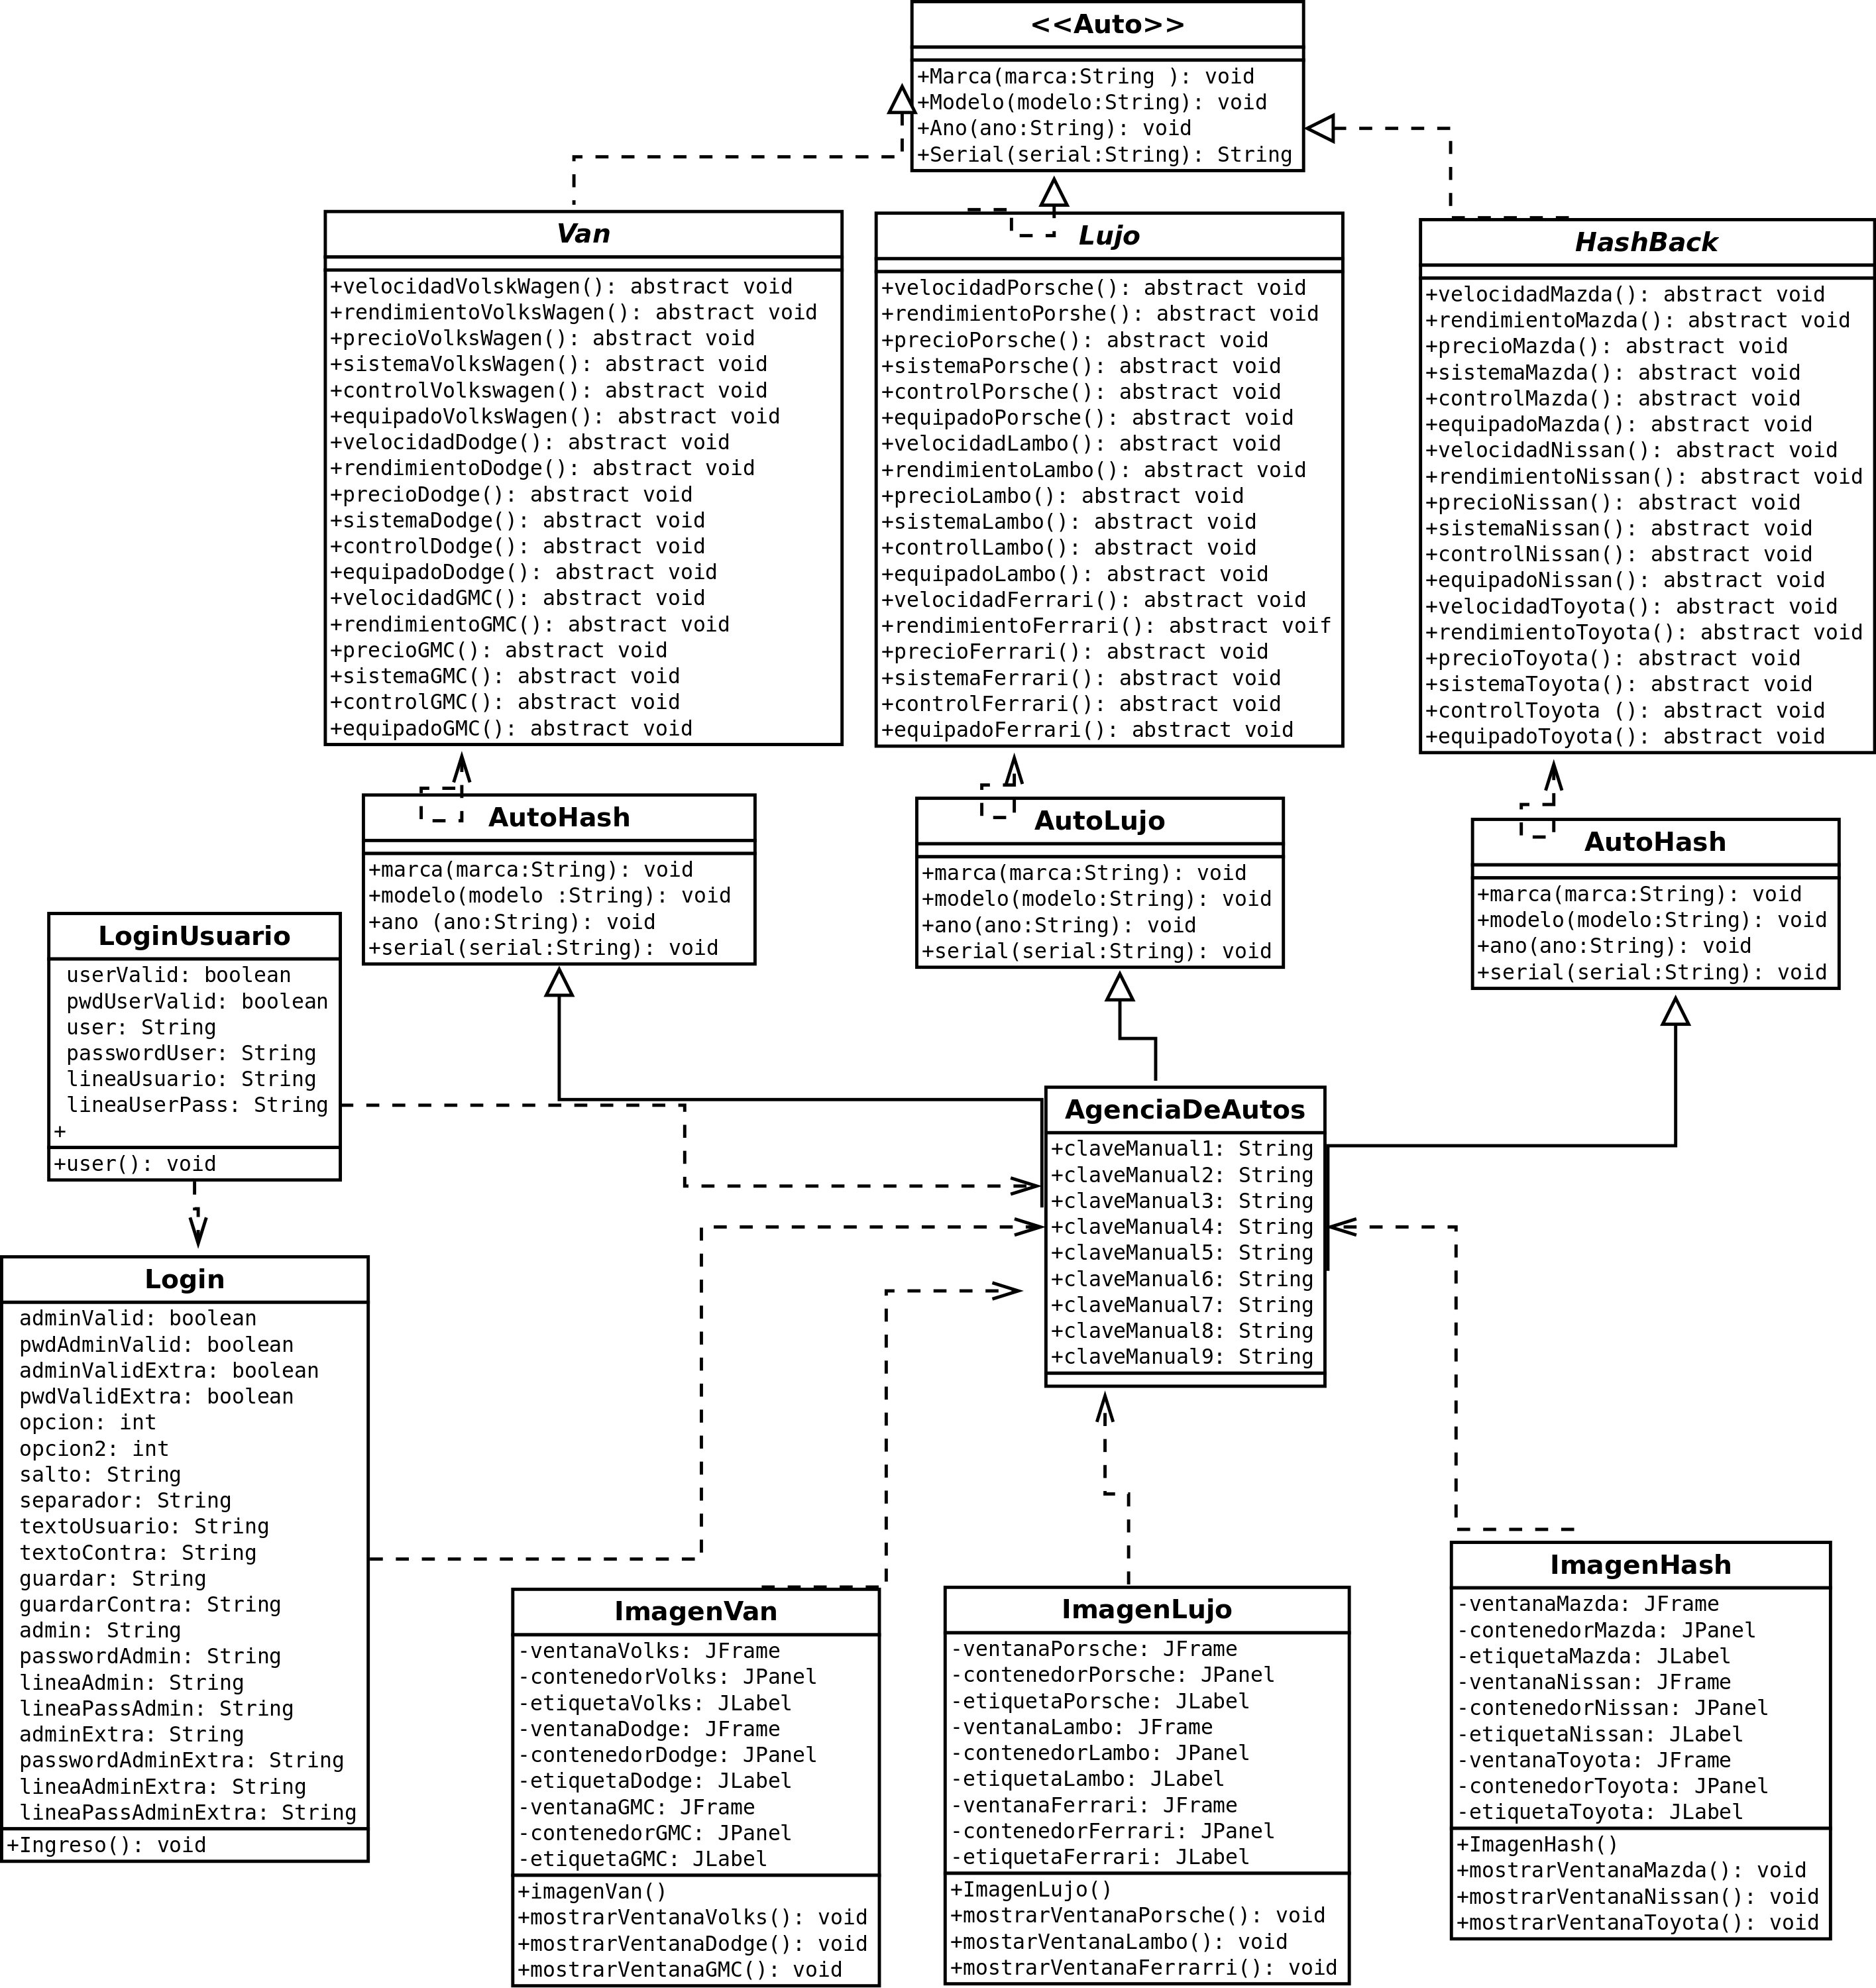 <<Auto>>
+Marca(marca:String ): void
+Modelo(modelo:String): void
+Ano(ano:String): void
+Serial(serial:String): String
Van
+velocidadVolskWagen(): abstract void
+rendimientoVolksWagen(): abstract void
+precioVolksWagen(): abstract void
+sistemaVolksWagen(): abstract void
+controlVolkswagen(): abstract void
+equipadoVolksWagen(): abstract void
+velocidadDodge(): abstract void
+rendimientoDodge(): abstract void
+precioDodge(): abstract void
+sistemaDodge(): abstract void
+controlDodge(): abstract void
+equipadoDodge(): abstract void
+velocidadGMC(): abstract void
+rendimientoGMC(): abstract void
+precioGMC(): abstract void
+sistemaGMC(): abstract void
+controlGMC(): abstract void
+equipadoGMC(): abstract void
Lujo
+velocidadPorsche(): abstract void
+rendimientoPorshe(): abstract void
+precioPorsche(): abstract void
+sistemaPorsche(): abstract void
+controlPorsche(): abstract void
+equipadoPorsche(): abstract void
+velocidadLambo(): abstract void
+rendimientoLambo(): abstract void
+precioLambo(): abstract void
+sistemaLambo(): abstract void
+controlLambo(): abstract void
+equipadoLambo(): abstract void
+velocidadFerrari(): abstract void
+rendimientoFerrari(): abstract voif
+precioFerrari(): abstract void
+sistemaFerrari(): abstract void
+controlFerrari(): abstract void
+equipadoFerrari(): abstract void
HashBack
+velocidadMazda(): abstract void
+rendimientoMazda(): abstract void
+precioMazda(): abstract void
+sistemaMazda(): abstract void
+controlMazda(): abstract void
+equipadoMazda(): abstract void
+velocidadNissan(): abstract void
+rendimientoNissan(): abstract void
+precioNissan(): abstract void
+sistemaNissan(): abstract void
+controlNissan(): abstract void
+equipadoNissan(): abstract void
+velocidadToyota(): abstract void
+rendimientoToyota(): abstract void
+precioToyota(): abstract void
+sistemaToyota(): abstract void
+controlToyota (): abstract void
+equipadoToyota(): abstract void
AutoHash
+marca(marca:String): void
+modelo(modelo :String): void
+ano (ano:String): void
+serial(serial:String): void
AutoLujo
+marca(marca:String): void
+modelo(modelo:String): void
+ano(ano:String): void
+serial(serial:String): void
AutoHash
+marca(marca:String): void
+modelo(modelo:String): void
+ano(ano:String): void
+serial(serial:String): void
LoginUsuario
userValid: boolean
pwdUserValid: boolean
user: String
passwordUser: String
lineaUsuario: String
lineaUserPass: String
+
+user(): void
AgenciaDeAutos
+claveManual1: String
+claveManual2: String
+claveManual3: String
+claveManual4: String
+claveManual5: String
+claveManual6: String
+claveManual7: String
+claveManual8: String
+claveManual9: String
Login
adminValid: boolean
pwdAdminValid: boolean
adminValidExtra: boolean
pwdValidExtra: boolean
opcion: int
opcion2: int
salto: String
separador: String
textoUsuario: String
textoContra: String
guardar: String
guardarContra: String
admin: String
passwordAdmin: String
lineaAdmin: String
lineaPassAdmin: String
adminExtra: String
passwordAdminExtra: String
lineaAdminExtra: String
lineaPassAdminExtra: String
+Ingreso(): void
ImagenVan
-ventanaVolks: JFrame
-contenedorVolks: JPanel
-etiquetaVolks: JLabel
-ventanaDodge: JFrame
-contenedorDodge: JPanel
-etiquetaDodge: JLabel
-ventanaGMC: JFrame
-contenedorGMC: JPanel
-etiquetaGMC: JLabel
+imagenVan()
+mostrarVentanaVolks(): void
+mostrarVentanaDodge(): void
+mostrarVentanaGMC(): void
ImagenLujo
-ventanaPorsche: JFrame
-contenedorPorsche: JPanel
-etiquetaPorsche: JLabel
-ventanaLambo: JFrame
-contenedorLambo: JPanel
-etiquetaLambo: JLabel
-ventanaFerrari: JFrame
-contenedorFerrari: JPanel
-etiquetaFerrari: JLabel
+ImagenLujo()
+mostrarVentanaPorsche(): void
+mostarVentanaLambo(): void
+mostrarVentanaFerrarri(): void
ImagenHash
-ventanaMazda: JFrame
-contenedorMazda: JPanel
-etiquetaMazda: JLabel
-ventanaNissan: JFrame
-contenedorNissan: JPanel
-etiquetaNissan: JLabel
-ventanaToyota: JFrame
-contenedorToyota: JPanel
-etiquetaToyota: JLabel
+ImagenHash()
+mostrarVentanaMazda(): void
+mostrarVentanaNissan(): void
+mostrarVentanaToyota(): void